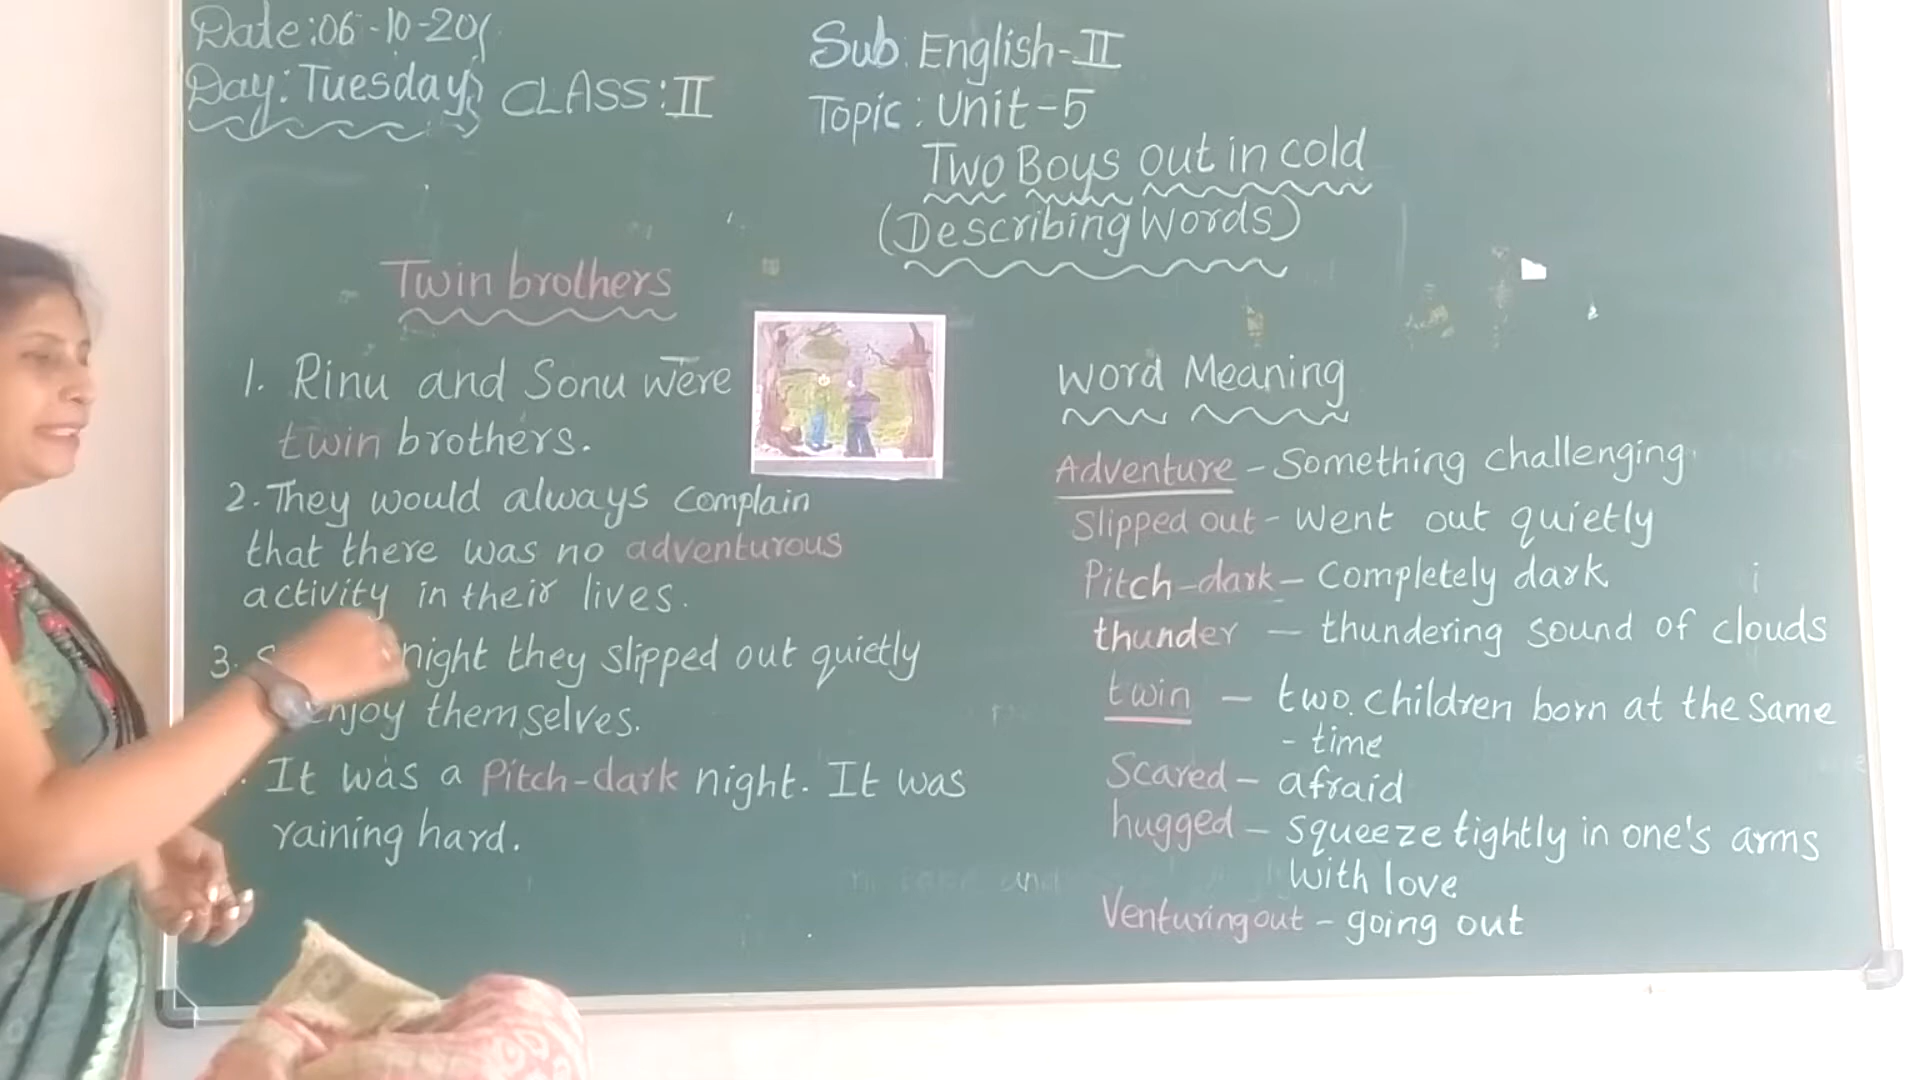 Date:06-10-20
Day: Tuesday
CLASS: II
Sub: English-II
Topic: Unit-5
Two Boys out in cold
(Describing Words)
Twin brothers
1. Rinu and Sonu were
twin brothers.
2. They would always complain
that there was no adventurous
activity in their lives.
3. night they slipped out quietly
enjoy themselves.
It was a Pitch-dark night. It was
raining hard.
Word Meaning
Adventure - Something challenging
Slipped out - Went out quietly
Pitch-dark - Completely dark
thunder - thundering sound of clouds
twin - two children born at the same
- time
Scared - afraid
hugged - squeeze tightly in one's arms
with love
Venturing out - going out